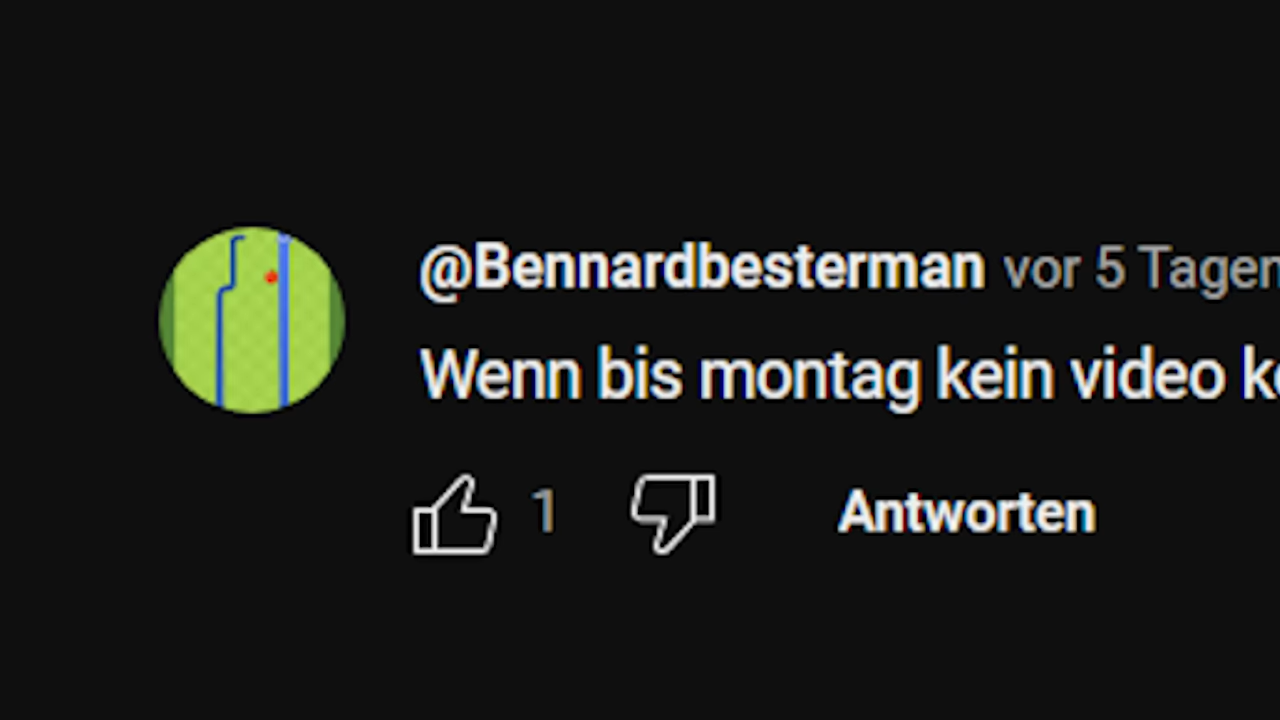 @Bennardbesterman vor 5 Tagen
Wenn bis montag kein video
1 Antworten